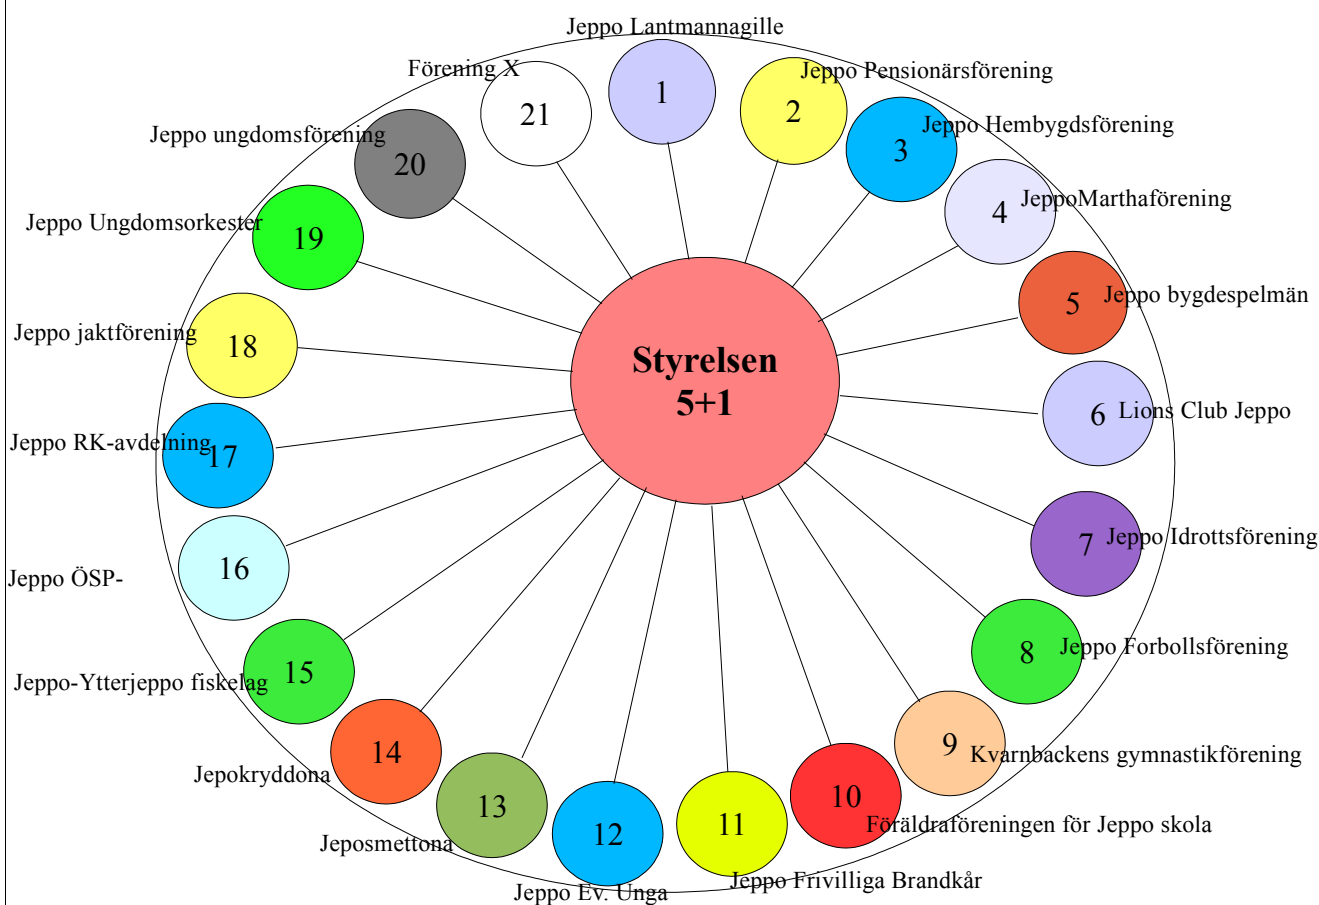 Jeppo Lantmannagille
1
Jeppo Pensionärsförening
2
Jeppo Hembygdsförening
3
JeppoMarthaförening
4
Jeppo bygdespelmän
5
Lions Club Jeppo
6
Jeppo Idrottsförening
7
Jeppo Forbollsförening
8
Kvarnbackens gymnastikförening
9
Föräldraföreningen för Jeppo skola
10
Jeppo Frivilliga Brandkår
11
Jeppo Ev. Unga
12
Jeposmettona
13
Jepokryddona
14
Jeppo-Ytterjeppo fiskelag
15
Jeppo ÖSP-
16
Jeppo RK-avdelning
17
Jeppo jaktförening
18
Jeppo Ungdomsorkester
19
Jeppo ungdomsförening
20
Förening X
21
Styrelsen
5+1